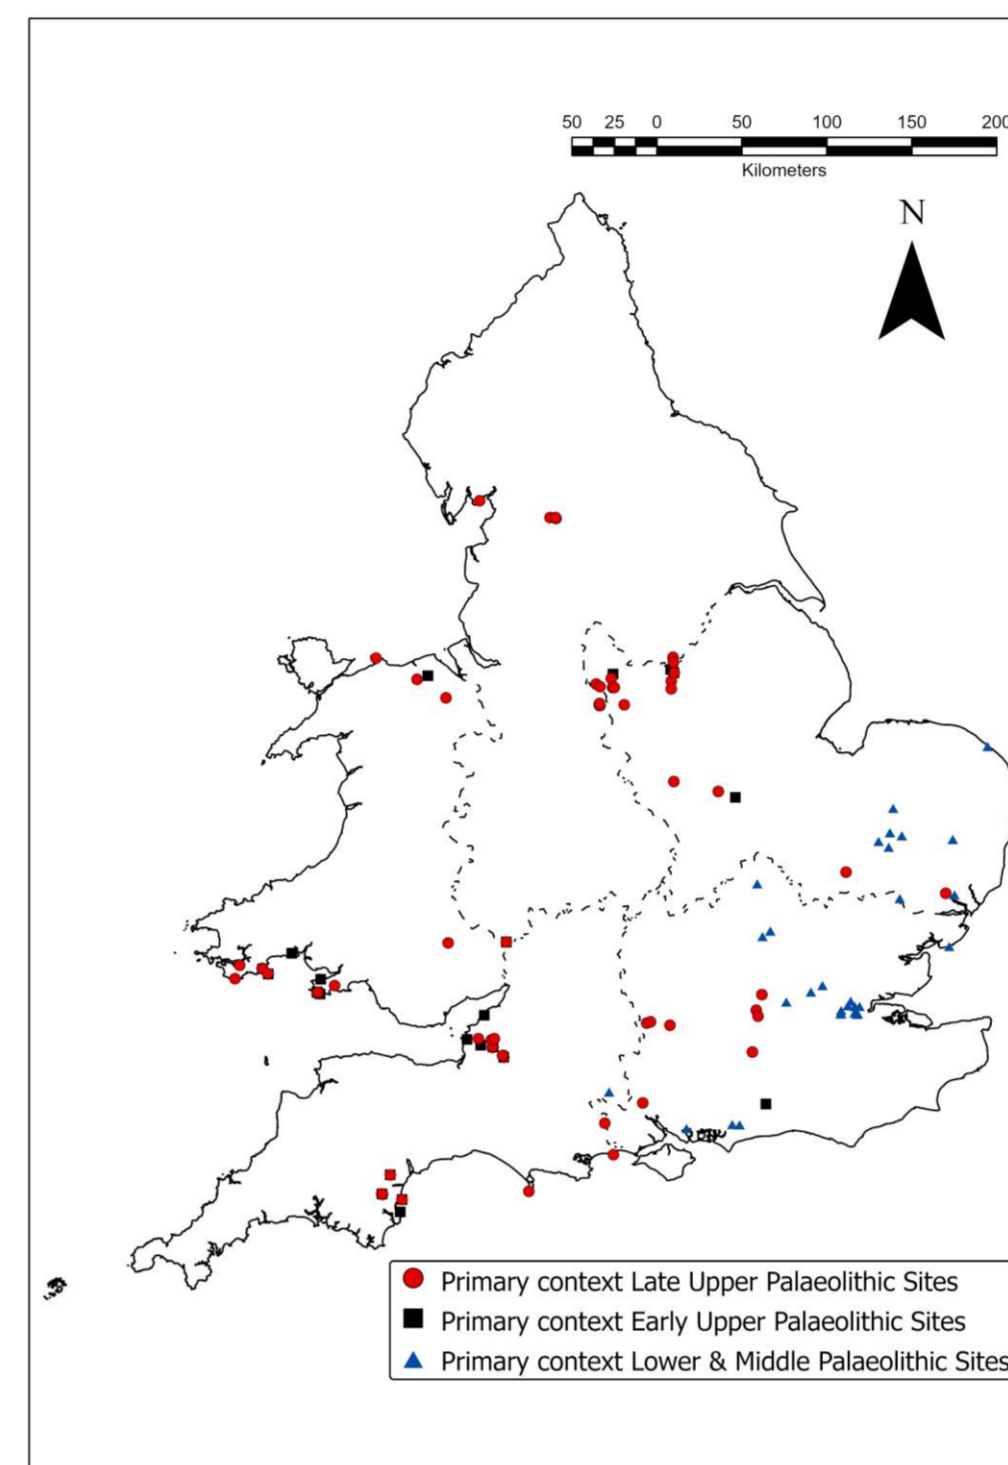 50 25 0 50 100 150 200
Kilometers
N
Primary context Late Upper Palaeolithic Sites
Primary context Early Upper Palaeolithic Sites
Primary context Lower & Middle Palaeolithic Sites